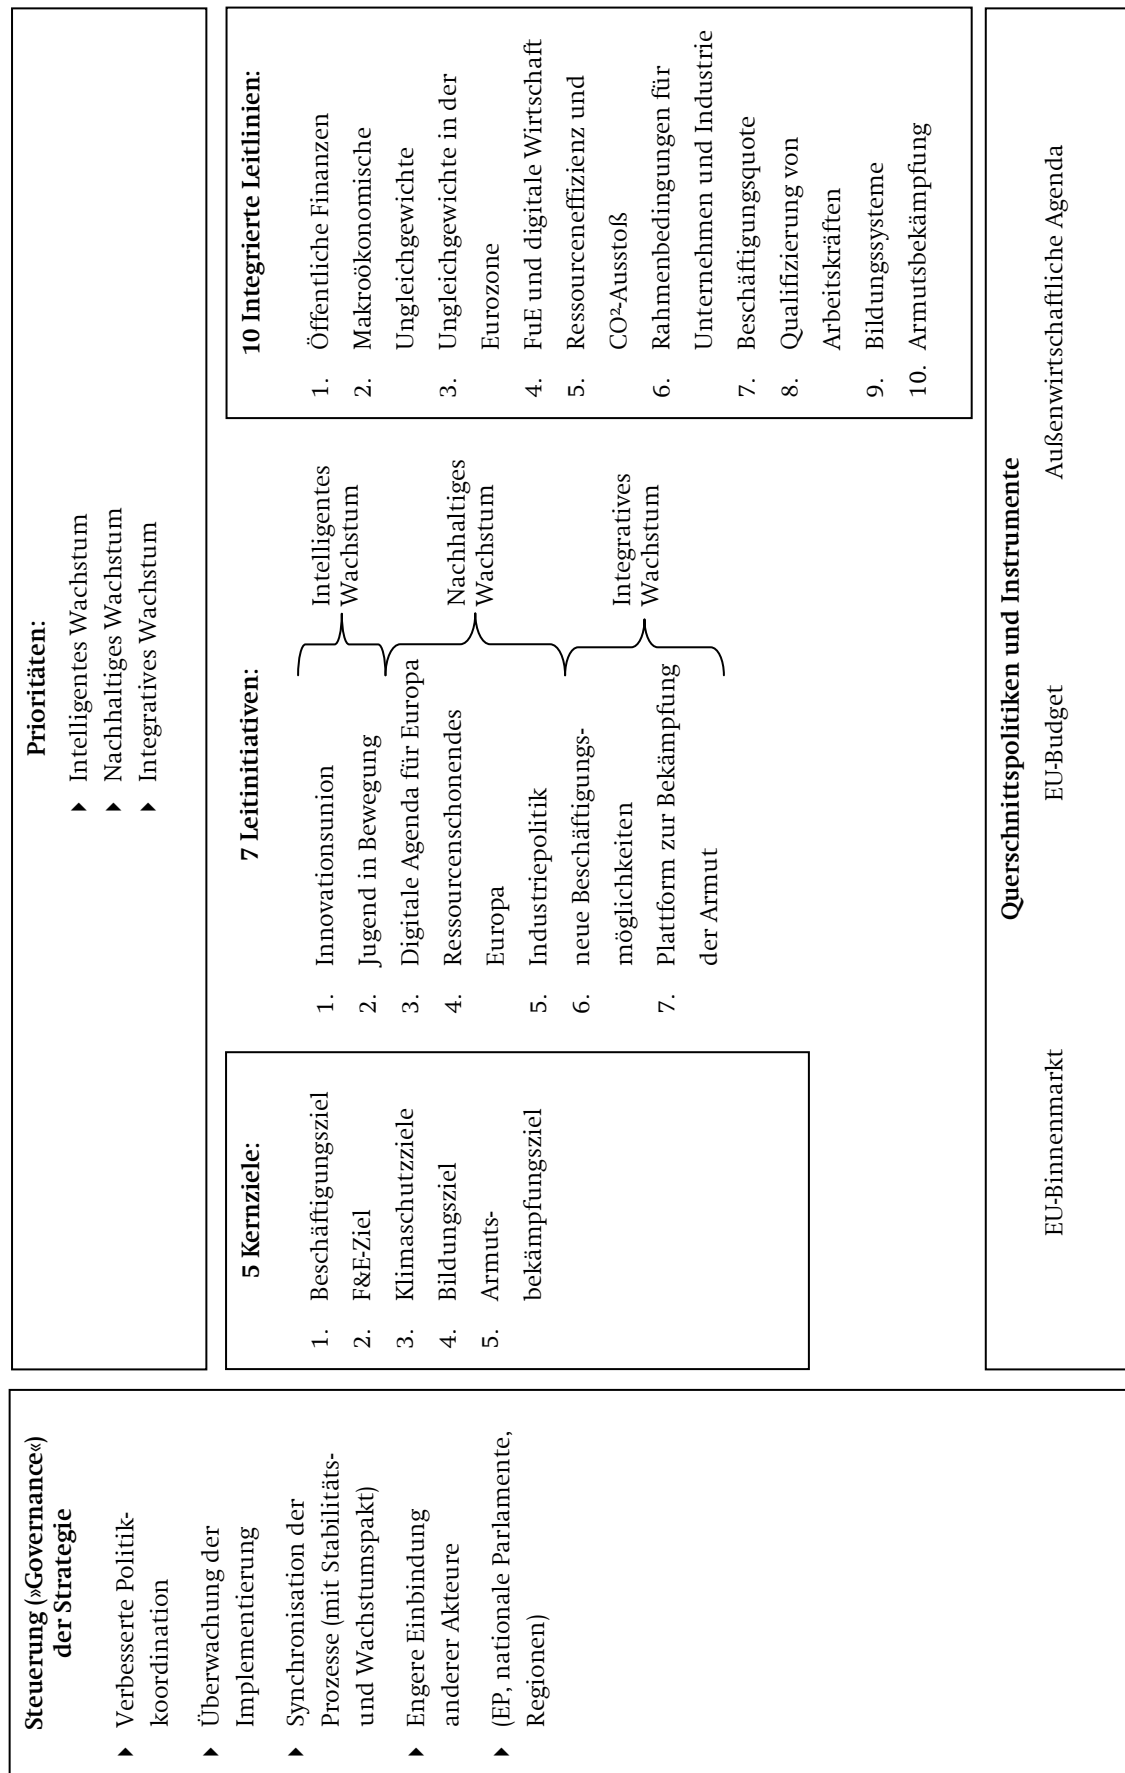 Steuerung (»Governance«)
der Strategie
Verbesserte Politik-
koordination
Überwachung der
Implementierung
Synchronisation der
Prozesse (mit Stabilitäts-
und Wachstumspakt)
Engere Einbindung
anderer Akteure
(EP, nationale Parlamente,
Regionen)
Prioritäten:
Intelligentes Wachstum
Nachhaltiges Wachstum
Integratives Wachstum
5 Kernziele:
1. Beschäftigungsziel
2. F&E-Ziel
3. Klimaschutzziele
4. Bildungsziel
5. Armuts-
bekämpfungsziel
7 Leitinitiativen:
1. Innovationsunion
2. Jugend in Bewegung
3. Digitale Agenda für Europa
4. Ressourcenschonendes
Europa
5. Industriepolitik
6. neue Beschäftigungs-
möglichkeiten
7. Plattform zur Bekämpfung
der Armut
Intelligentes
Wachstum
Nachhaltiges
Wachstum
Integratives
Wachstum
10 Integrierte Leitlinien:
1. Öffentliche Finanzen
2. Makroökonomische
Ungleichgewichte
3. Ungleichgewichte in der
Eurozone
4. FuE und digitale Wirtschaft
5. Ressourceneffizienz und
CO²-Ausstoß
6. Rahmenbedingungen für
Unternehmen und Industrie
7. Beschäftigungsquote
8. Qualifizierung von
Arbeitskräften
9. Bildungssysteme
10. Armutsbekämpfung
Querschnittspolitiken und Instrumente
EU-Binnenmarkt EU-Budget Außenwirtschaftliche Agenda